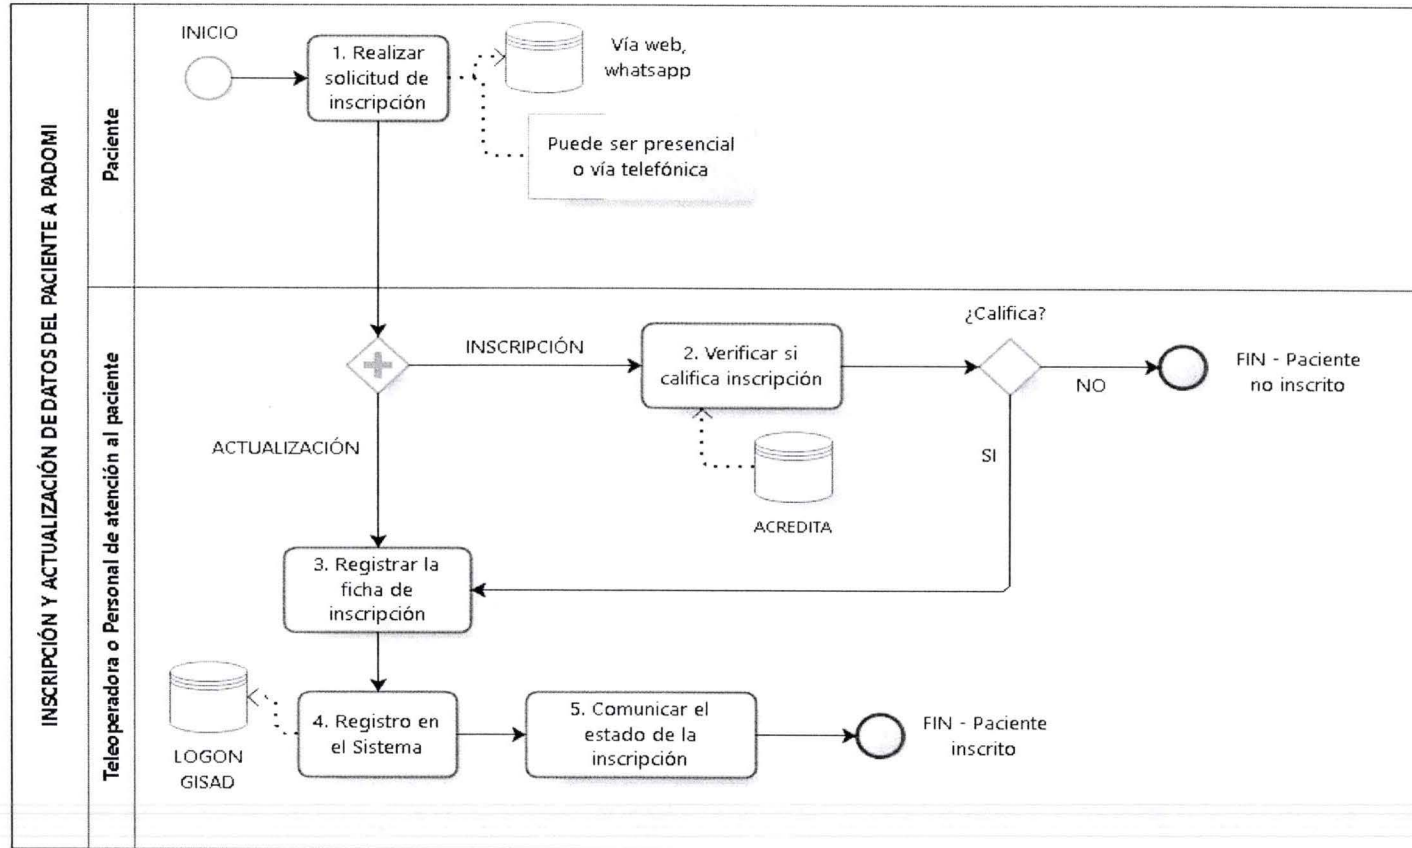 INSCRIPCIÓN Y ACTUALIZACIÓN DE DATOS DEL PACIENTE A PADOMI
Paciente
INICIO
1. Realizar
solicitud de
inscripción
Vía web,
whatsapp
Puede ser presencial
o vía telefónica
Teleoperadora o Personal de atención al paciente
INSCRIPCIÓN
2. Verificar si
califica inscripción
¿Califica?
NO
FIN - Paciente
no inscrito
ACTUALIZACIÓN
SI
ACREDITA
3. Registrar la
ficha de
inscripción
LOGON
GISAD
4. Registro en
el Sistema
5. Comunicar el
estado de la
inscripción
FIN - Paciente
inscrito